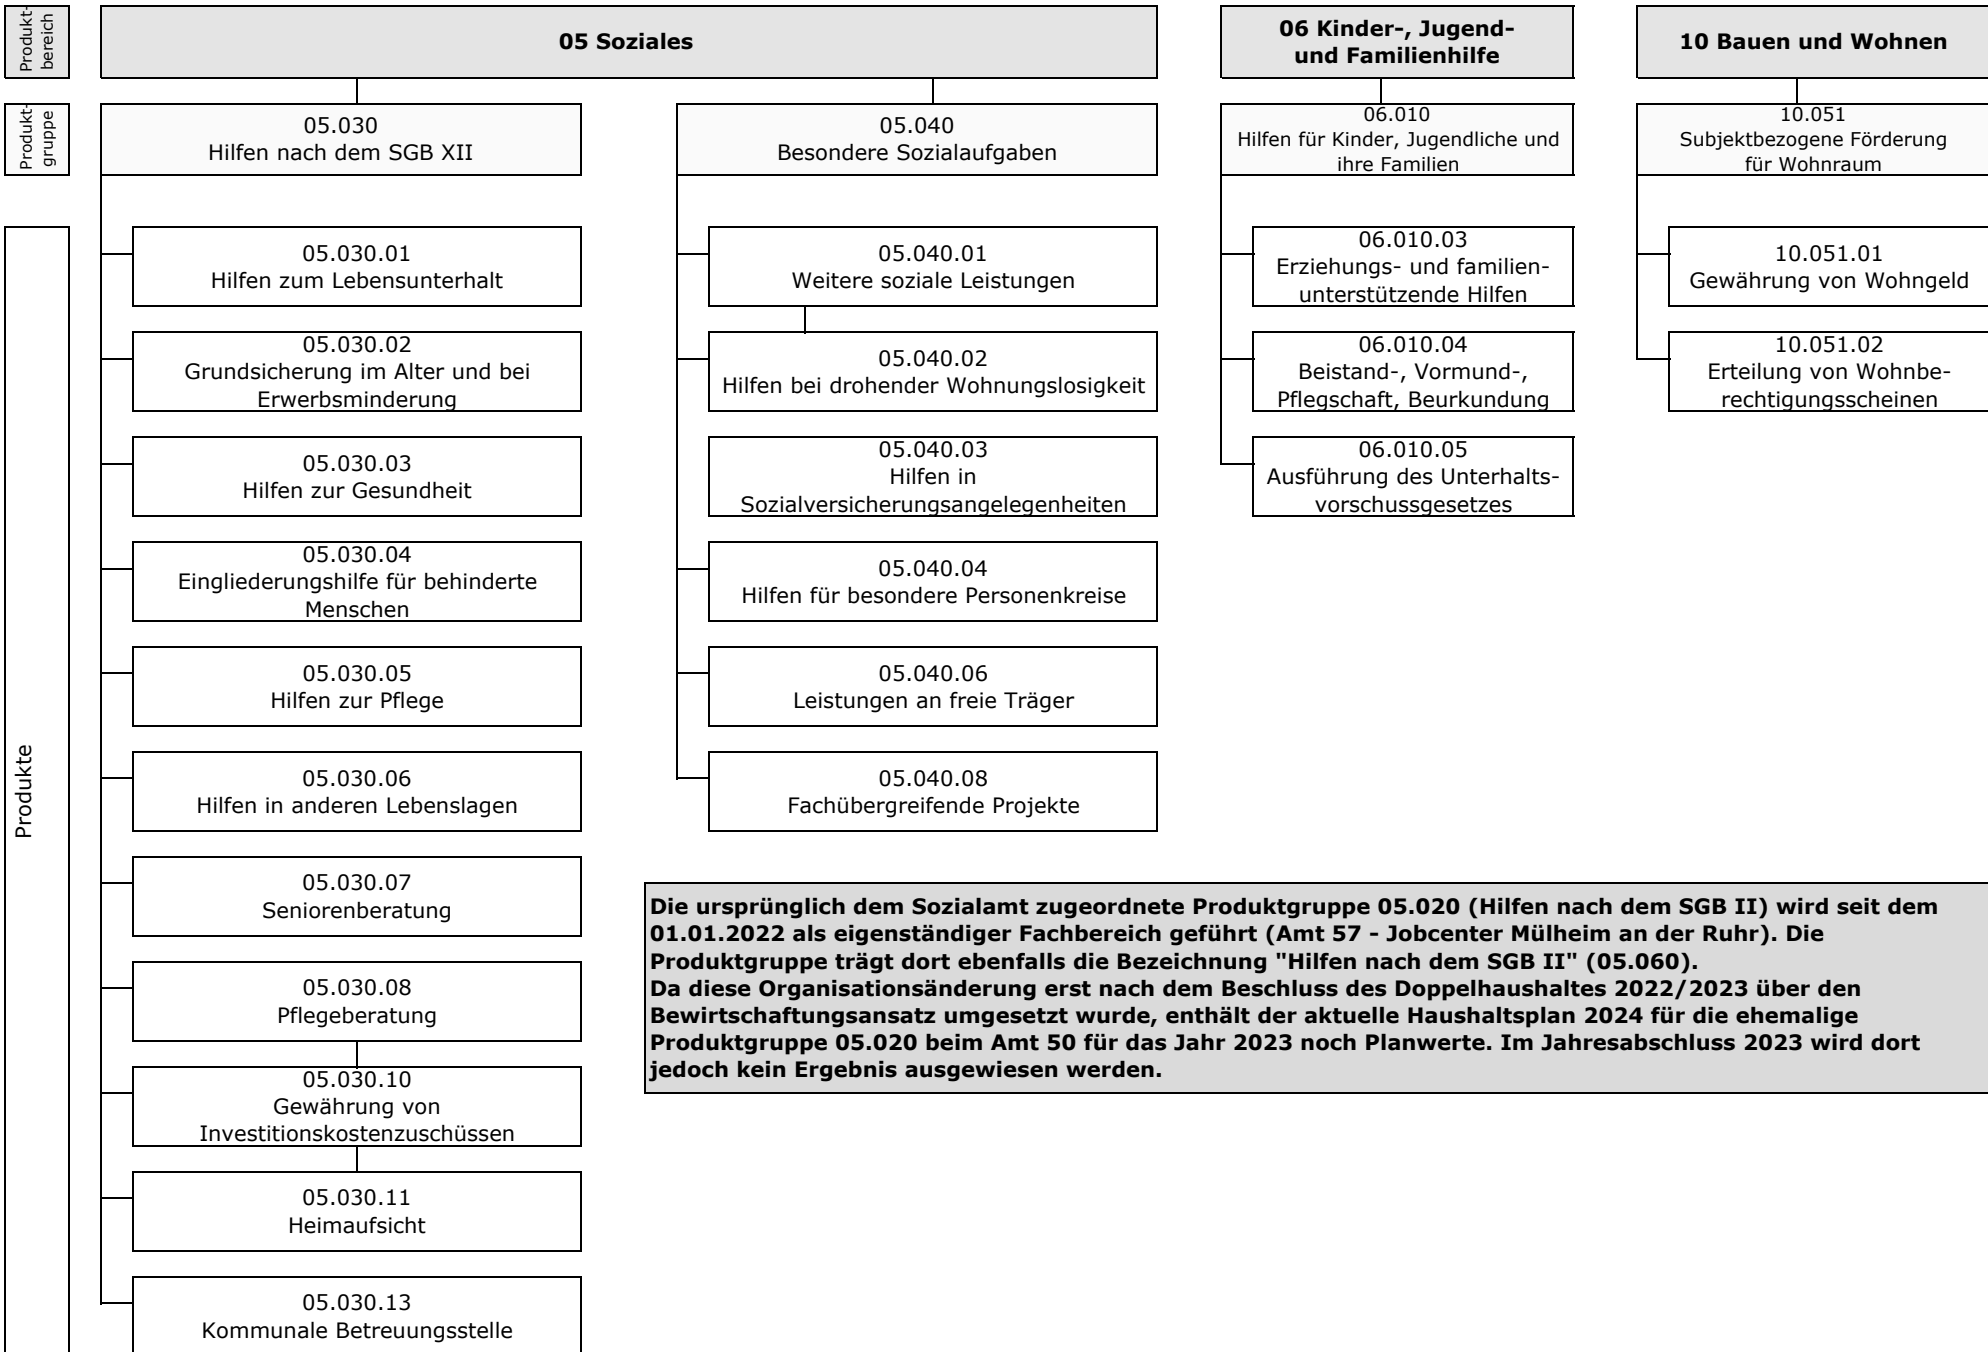 Produkt-
bereich
05 Soziales
06 Kinder-, Jugend-
und Familienhilfe
10 Bauen und Wohnen
Produkt-
gruppe
05.030
Hilfen nach dem SGB XII
05.040
Besondere Sozialaufgaben
06.010
Hilfen für Kinder, Jugendliche und
ihre Familien
10.051
Subjektbezogene Förderung
für Wohnraum
Produkte
05.030.01
Hilfen zum Lebensunterhalt
05.030.02
Grundsicherung im Alter und bei
Erwerbsminderung
05.030.03
Hilfen zur Gesundheit
05.030.04
Eingliederungshilfe für behinderte
Menschen
05.030.05
Hilfen zur Pflege
05.030.06
Hilfen in anderen Lebenslagen
05.030.07
Seniorenberatung
05.030.08
Pflegeberatung
05.030.10
Gewährung von
Investitionskostenzuschüssen
05.030.11
Heimaufsicht
05.030.13
Kommunale Betreuungsstelle
05.040.01
Weitere soziale Leistungen
05.040.02
Hilfen bei drohender Wohnungslosigkeit
05.040.03
Hilfen in
Sozialversicherungsangelegenheiten
05.040.04
Hilfen für besondere Personenkreise
05.040.06
Leistungen an freie Träger
05.040.08
Fachübergreifende Projekte
06.010.03
Erziehungs- und familien-
unterstützende Hilfen
06.010.04
Beistand-, Vormund-,
Pflegschaft, Beurkundung
06.010.05
Ausführung des Unterhalts-
vorschussgesetzes
10.051.01
Gewährung von Wohngeld
10.051.02
Erteilung von Wohnbe-
rechtigungsscheinen
Die ursprünglich dem Sozialamt zugeordnete Produktgruppe 05.020 (Hilfen nach dem SGB II) wird seit dem
01.01.2022 als eigenständiger Fachbereich geführt (Amt 57 - Jobcenter Mülheim an der Ruhr). Die
Produktgruppe trägt dort ebenfalls die Bezeichnung "Hilfen nach dem SGB II" (05.060).
Da diese Organisationsänderung erst nach dem Beschluss des Doppelhaushaltes 2022/2023 über den
Bewirtschaftungsansatz umgesetzt wurde, enthält der aktuelle Haushaltsplan 2024 für die ehemalige
Produktgruppe 05.020 beim Amt 50 für das Jahr 2023 noch Planwerte. Im Jahresabschluss 2023 wird dort
jedoch kein Ergebnis ausgewiesen werden.